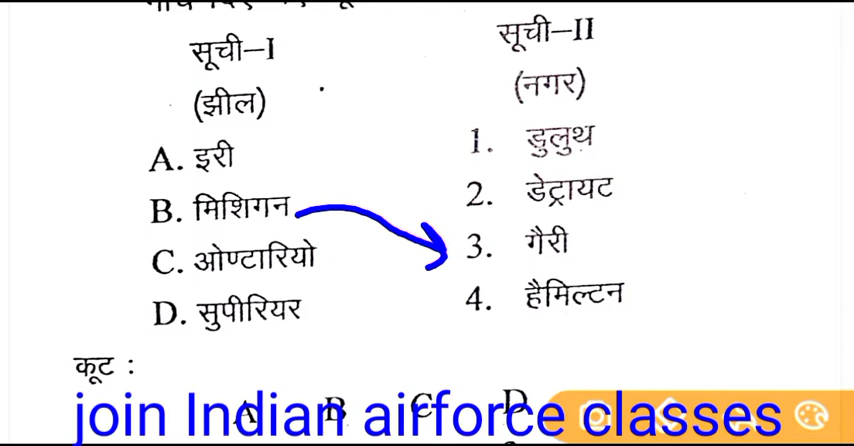 सूची–I
सूची–II
(झील)
(नगर)
A. इरी
1. डुलुथ
B. मिशिगन
2. डेट्रायट
C. ओण्टारियो
3. गैरी
D. सुपीरियर
4. हैमिल्टन
कूट :
A B C D
join Indian airforce classes